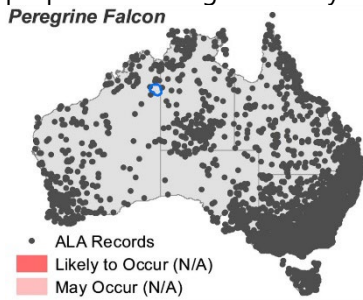 Peregrine Falcon
ALA Records
Likely to Occur (N/A)
May Occur (N/A)